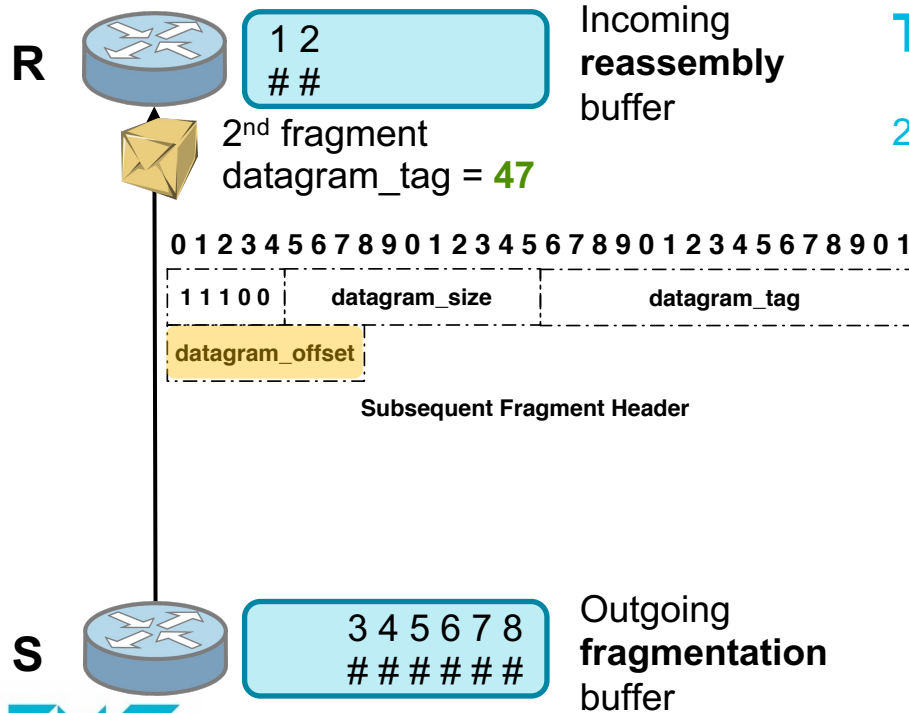 R
1 2
# #
Incoming
reassembly
buffer
T
2
2nd fragment
datagram_tag = 47
0 1 2 3 4 5 6 7 8 9 0 1 2 3 4 5 6 7 8 9 0 1 2 3 4 5 6 7 8 9 0 1
1 1 1 0 0 datagram_size datagram_tag
datagram_offset
Subsequent Fragment Header
S
3 4 5 6 7 8
# # # # # #
Outgoing
fragmentation
buffer